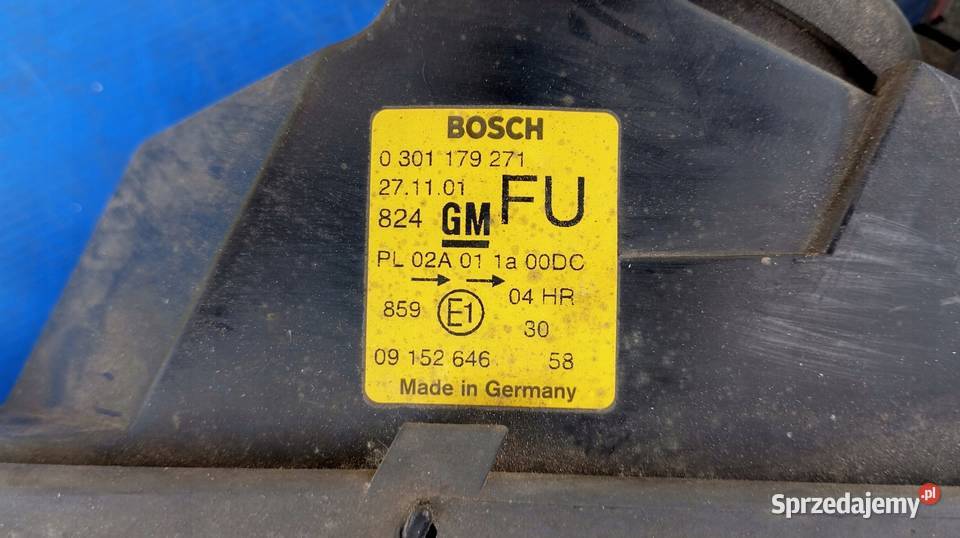 BOSCH
0 301 179 271
27.11.01 FU
824 GM
PL 02A 01 1a 00DC
04 HR
859 E1
30
09 152 646 58
Made in Germany
Sprzedajemy.pl